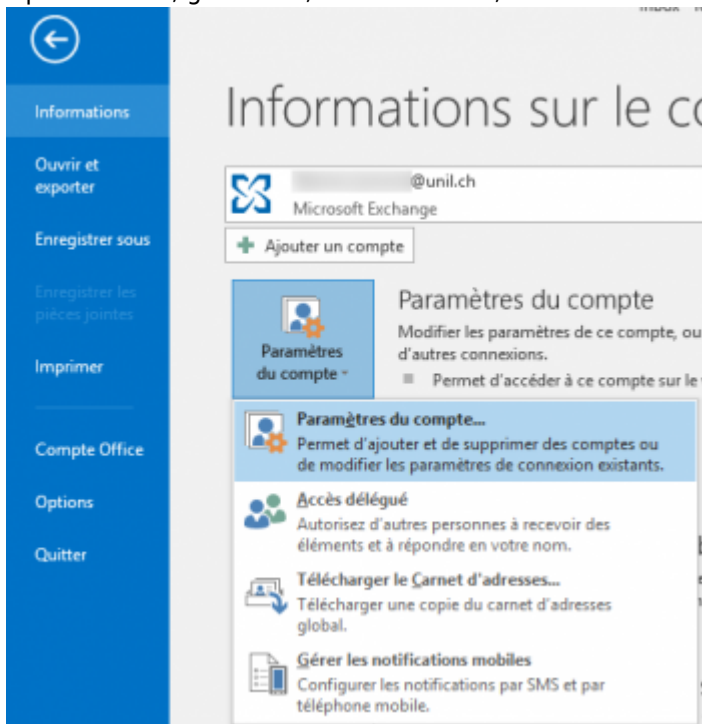 Informations
Ouvrir et
exporter
Enregistrer sous
Enregistrer les
pièces jointes
Imprimer
Compte Office
Options
Quitter
Informations sur le co
@unil.ch
Microsoft Exchange
Ajouter un compte
Paramètres
du compte
Paramètres du compte
Modifier les paramètres de ce compte, ou
d'autres connexions.
Permet d'accéder à ce compte sur le
Paramètres du compte...
Permet d'ajouter et de supprimer des comptes ou
de modifier les paramètres de connexion existants.
Accès délégué
Autorisez d'autres personnes à recevoir des
éléments et à répondre en votre nom.
Télécharger le Carnet d'adresses...
Télécharger une copie du carnet d'adresses
global.
Gérer les notifications mobiles
Configurer les notifications par SMS et par
téléphone mobile.